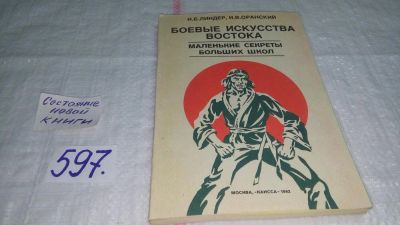 И.Б.ЛИНДЕР, И.В.ОРАНСКИЙ
БОЕВЫЕ ИСКУССТВА
ВОСТОКА
МАЛЕНЬКИЕ СЕКРЕТЫ
БОЛЬШИХ ШКОЛ
МОСКВА, «КАИССА» 1992
Состояние
новой
книги
597.